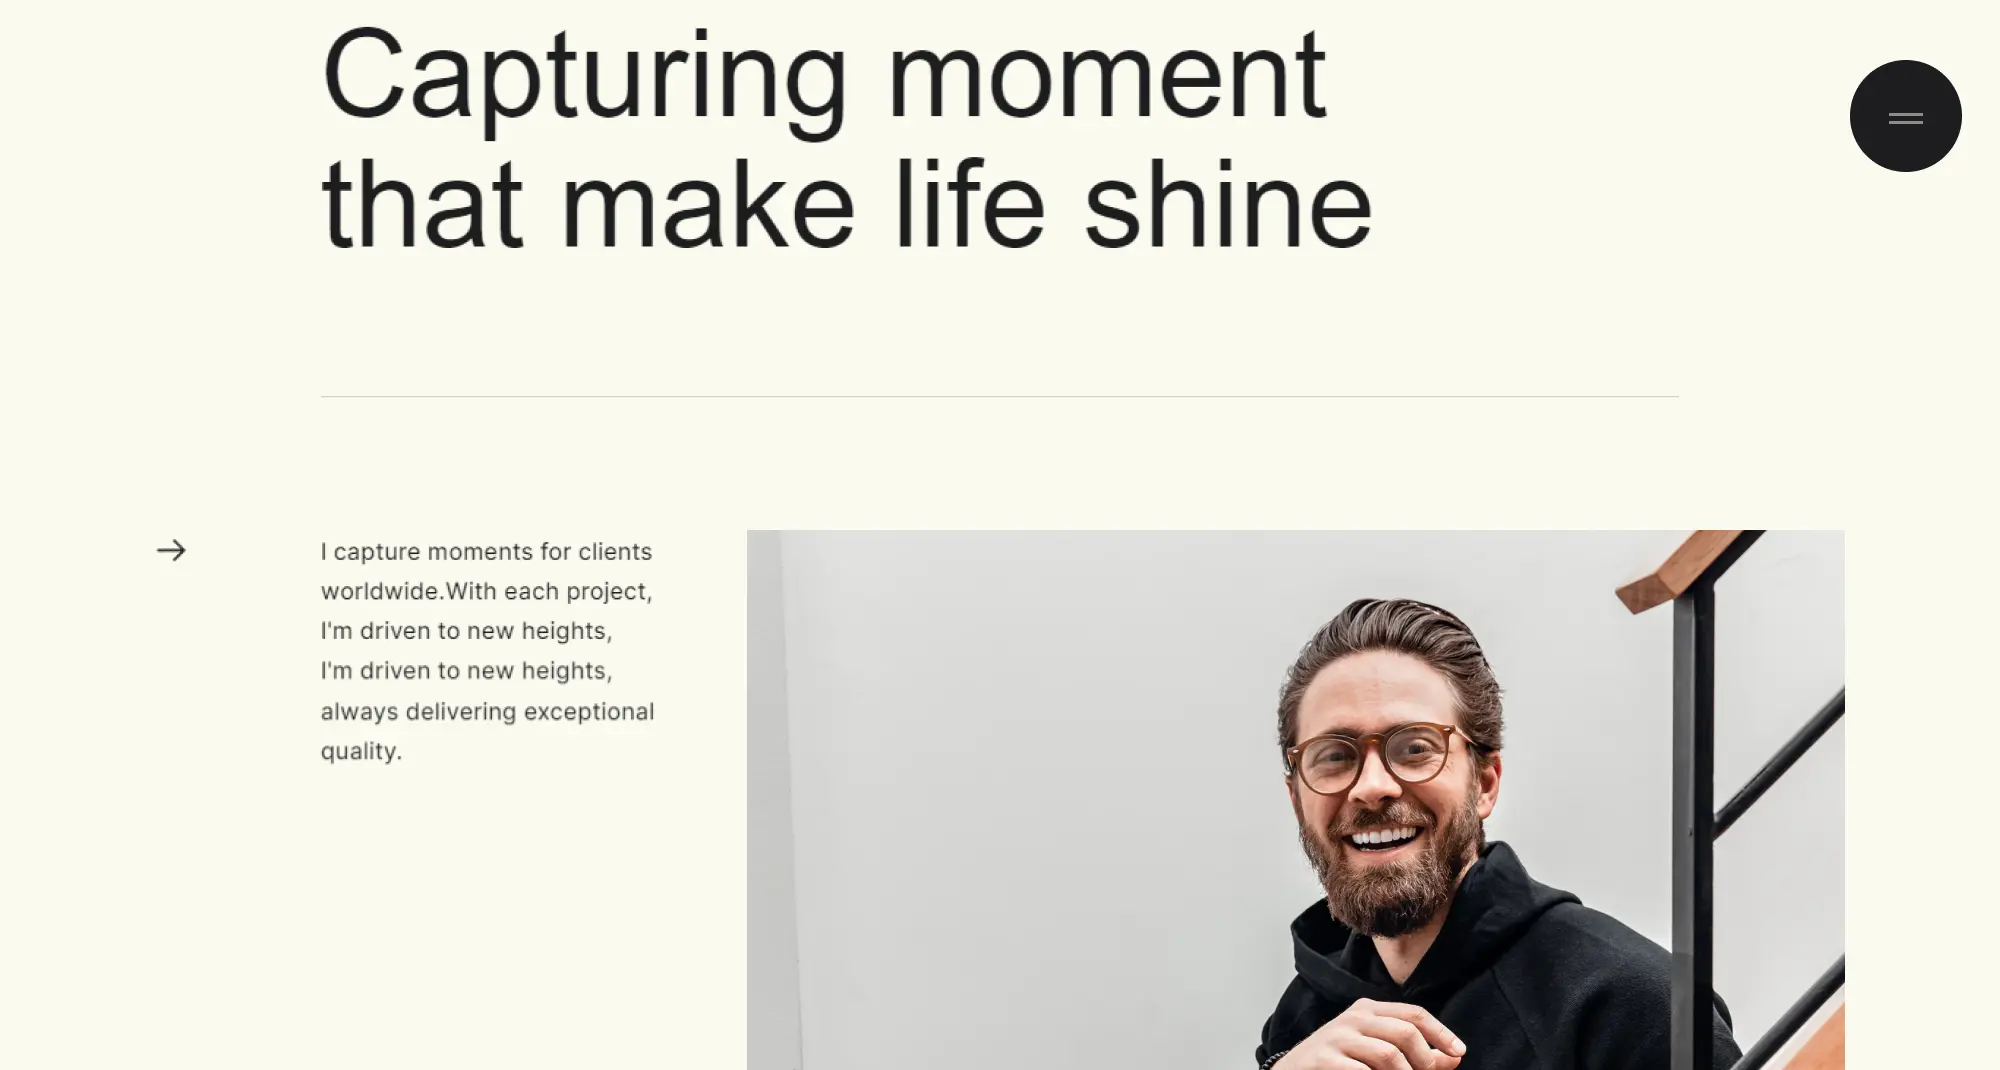 Capturing moment
that make life shine
I capture moments for clients
worldwide.With each project,
I'm driven to new heights,
I'm driven to new heights,
always delivering exceptional
quality.